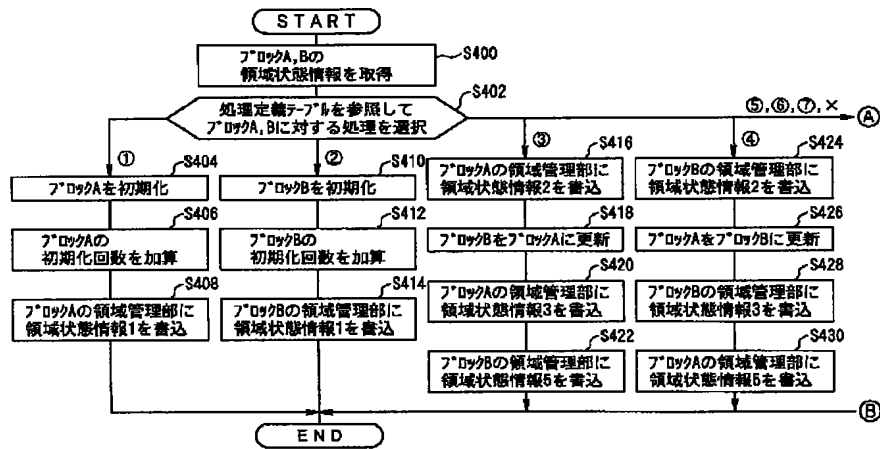 START
ブロックA,Bの
領域状態情報を取得
S400
処理定義テーブルを参照して
ブロックA,Bに対する処理を選択
S402
⑤,⑥,⑦,×
Ⓐ
①
S404
ブロックAを初期化
S406
ブロックAの
初期化回数を加算
S408
ブロックAの領域管理部に
領域状態情報1を書込
②
S410
ブロックBを初期化
S412
ブロックBの
初期化回数を加算
S414
ブロックBの領域管理部に
領域状態情報1を書込
③
S416
ブロックAの領域管理部に
領域状態情報2を書込
S418
ブロックBをブロックAに更新
S420
ブロックAの領域管理部に
領域状態情報3を書込
S422
ブロックBの領域管理部に
領域状態情報5を書込
④
S424
ブロックBの領域管理部に
領域状態情報2を書込
S426
ブロックAをブロックBに更新
S428
ブロックBの領域管理部に
領域状態情報3を書込
S430
ブロックAの領域管理部に
領域状態情報5を書込
Ⓑ
END